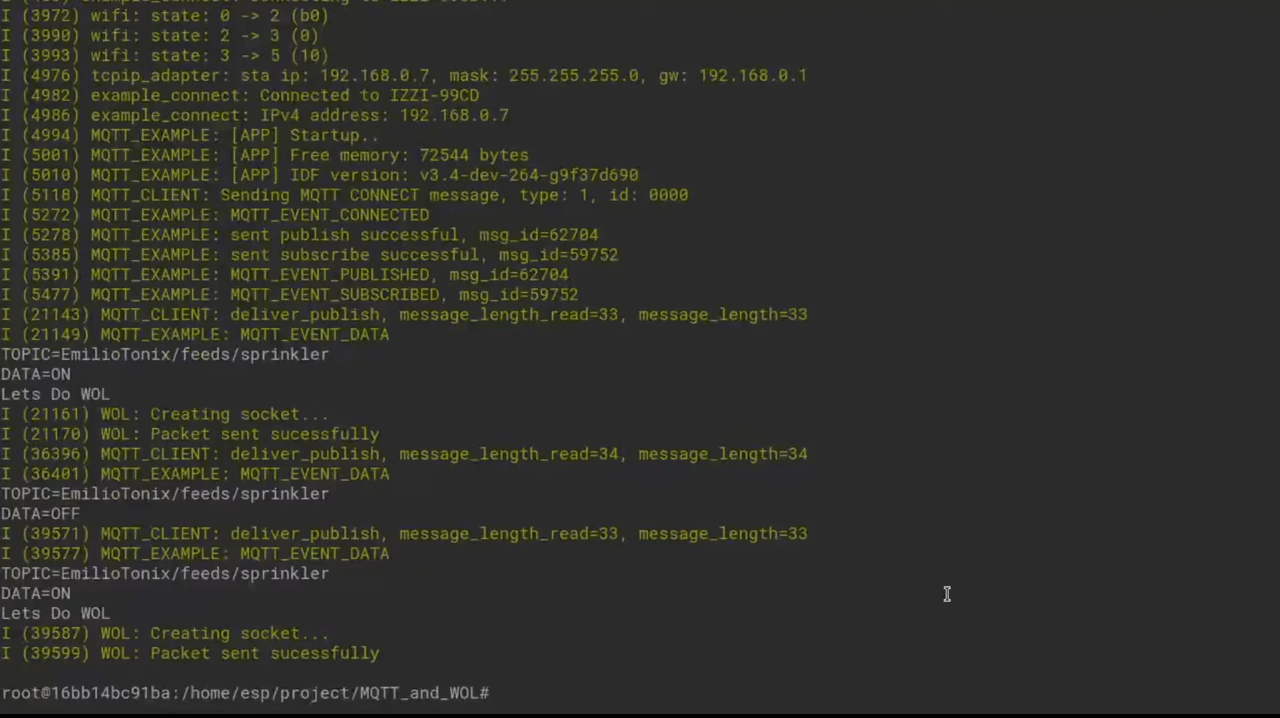 I (3972) wifi: state: 0 -> 2 (b0)
I (3990) wifi: state: 2 -> 3 (0)
I (3993) wifi: state: 3 -> 5 (10)
I (4976) tcpip_adapter: sta ip: 192.168.0.7, mask: 255.255.255.0, gw: 192.168.0.1
I (4982) example_connect: Connected to IZZI-99CD
I (4986) example_connect: IPv4 address: 192.168.0.7
I (4994) MQTT_EXAMPLE: [APP] Startup..
I (5001) MQTT_EXAMPLE: [APP] Free memory: 72544 bytes
I (5010) MQTT_EXAMPLE: [APP] IDF version: v3.4-dev-264-g9f37d690
I (5118) MQTT_CLIENT: Sending MQTT CONNECT message, type: 1, id: 0000
I (5272) MQTT_EXAMPLE: MQTT_EVENT_CONNECTED
I (5278) MQTT_EXAMPLE: sent publish successful, msg_id=62704
I (5385) MQTT_EXAMPLE: sent subscribe successful, msg_id=59752
I (5391) MQTT_EXAMPLE: MQTT_EVENT_PUBLISHED, msg_id=62704
I (5477) MQTT_EXAMPLE: MQTT_EVENT_SUBSCRIBED, msg_id=59752
I (21143) MQTT_CLIENT: deliver_publish, message_length_read=33, message_length=33
I (21149) MQTT_EXAMPLE: MQTT_EVENT_DATA
TOPIC=EmilioTonix/feeds/sprinkler
DATA=ON
Lets Do WOL
I (21161) WOL: Creating socket...
I (21170) WOL: Packet sent sucessfully
I (36396) MQTT_CLIENT: deliver_publish, message_length_read=34, message_length=34
I (36401) MQTT_EXAMPLE: MQTT_EVENT_DATA
TOPIC=EmilioTonix/feeds/sprinkler
DATA=OFF
I (39571) MQTT_CLIENT: deliver_publish, message_length_read=33, message_length=33
I (39577) MQTT_EXAMPLE: MQTT_EVENT_DATA
TOPIC=EmilioTonix/feeds/sprinkler
DATA=ON
Lets Do WOL
I (39587) WOL: Creating socket...
I (39599) WOL: Packet sent sucessfully
root@16bb14bc91ba:/home/esp/project/MQTT_and_WOL#